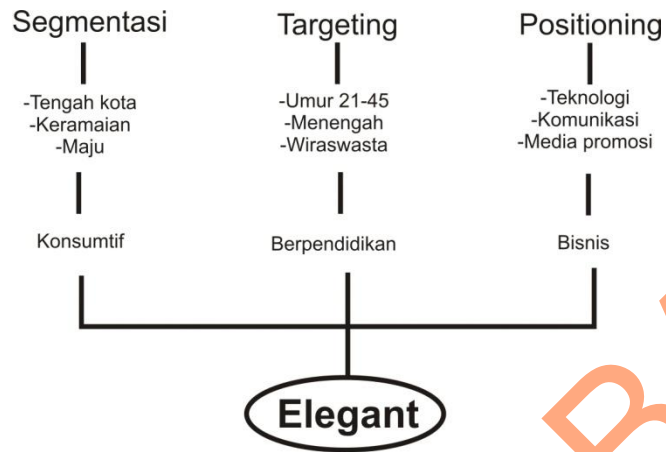 Segmentasi
Targeting
Positioning
-Tengah kota
-Keramaian
-Maju
-Umur 21-45
-Menengah
-Wiraswasta
-Teknologi
-Komunikasi
-Media promosi
Konsumtif
Berpendidikan
Bisnis
Elegant
B